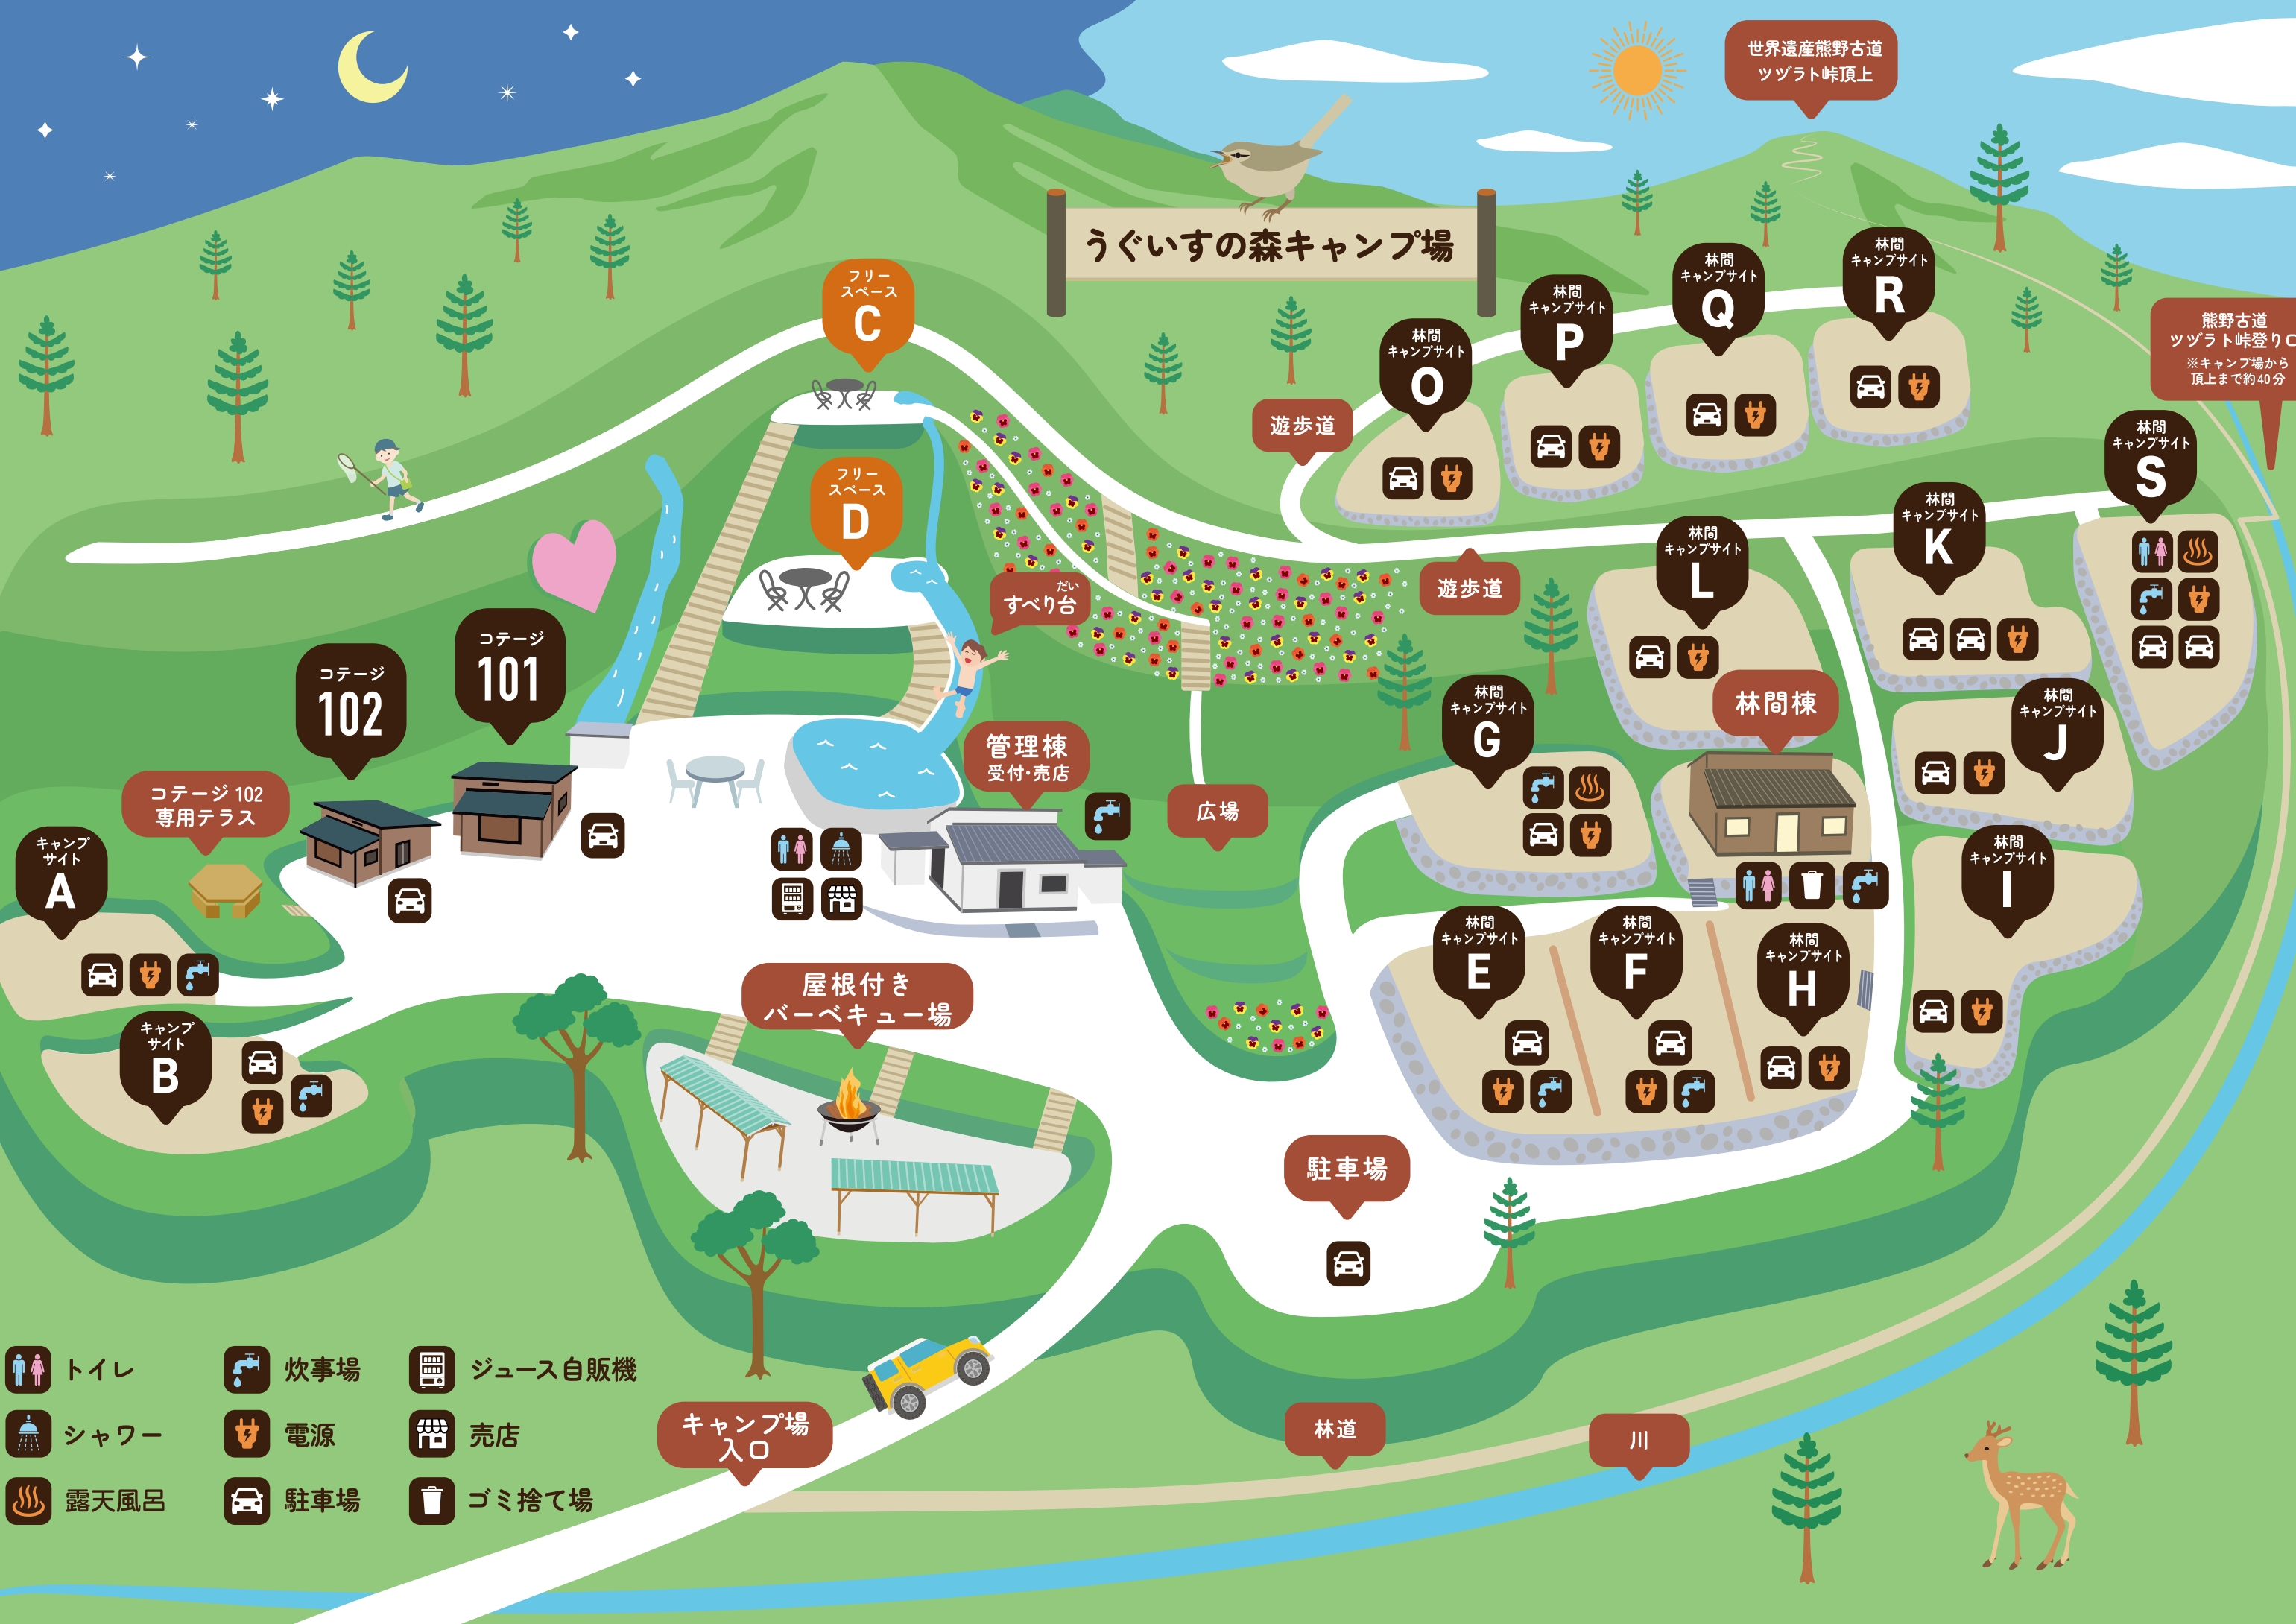 世界遺産熊野古道
ツヅラト峠頂上
うぐいすの森キャンプ場
フリー
スペース
C
林間
キャンプサイト
O
林間
キャンプサイト
P
林間
キャンプサイト
Q
林間
キャンプサイト
R
熊野古道
ツヅラト峠登り口
※キャンプ場から
頂上まで約40分
遊歩道
フリー
スペース
D
林間
キャンプサイト
S
林間
キャンプサイト
K
林間
キャンプサイト
L
だい
すべり台
遊歩道
コテージ
101
コテージ
102
林間
キャンプサイト
G
林間棟
林間
キャンプサイト
J
管理棟
受付・売店
コテージ 102
専用テラス
広場
キャンプ
サイト
A
林間
キャンプサイト
I
林間
キャンプサイト
E
林間
キャンプサイト
F
林間
キャンプサイト
H
屋根付き
バーベキュー場
キャンプ
サイト
B
駐車場
トイレ
炊事場
ジュース自販機
シャワー
電源
売店
露天風呂
駐車場
ゴミ捨て場
キャンプ場
入口
林道
川